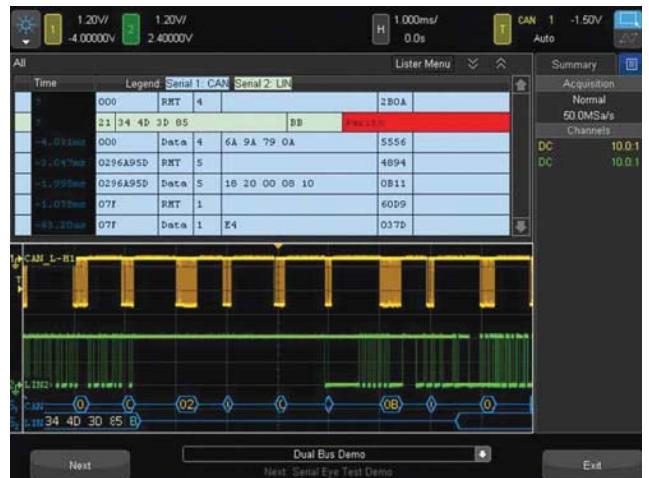 1 1.20V/ 2 1.20V/ H 1.000ms/ T CAN 1 -1.50V
-4.00000V 2.40000V 0.0s Auto
All Lister Menu Summary
Time Legend: Serial 1: CAN Serial 2: LIN Acquisition
000 RMT 4 2B0A Normal
21 34 4D 3D 85 BB 50.0MSa/s
Channels
000 Data 4 6A 9A 79 0A 5556 DC 10.0:1
0296A95D RMT 5 4894 DC 10.0:1
0296A95D Data 5 18 20 00 08 10 0B11
07F RMT 1 60D9
07F Data 1 E4 037D
CAN_L-H1
T
LIN2
CAN 0 0 02 0 0B 0
LIN 34 4D 3D 85 B
Next Dual Bus Demo Exit
Next: Serial Eye Test Demo